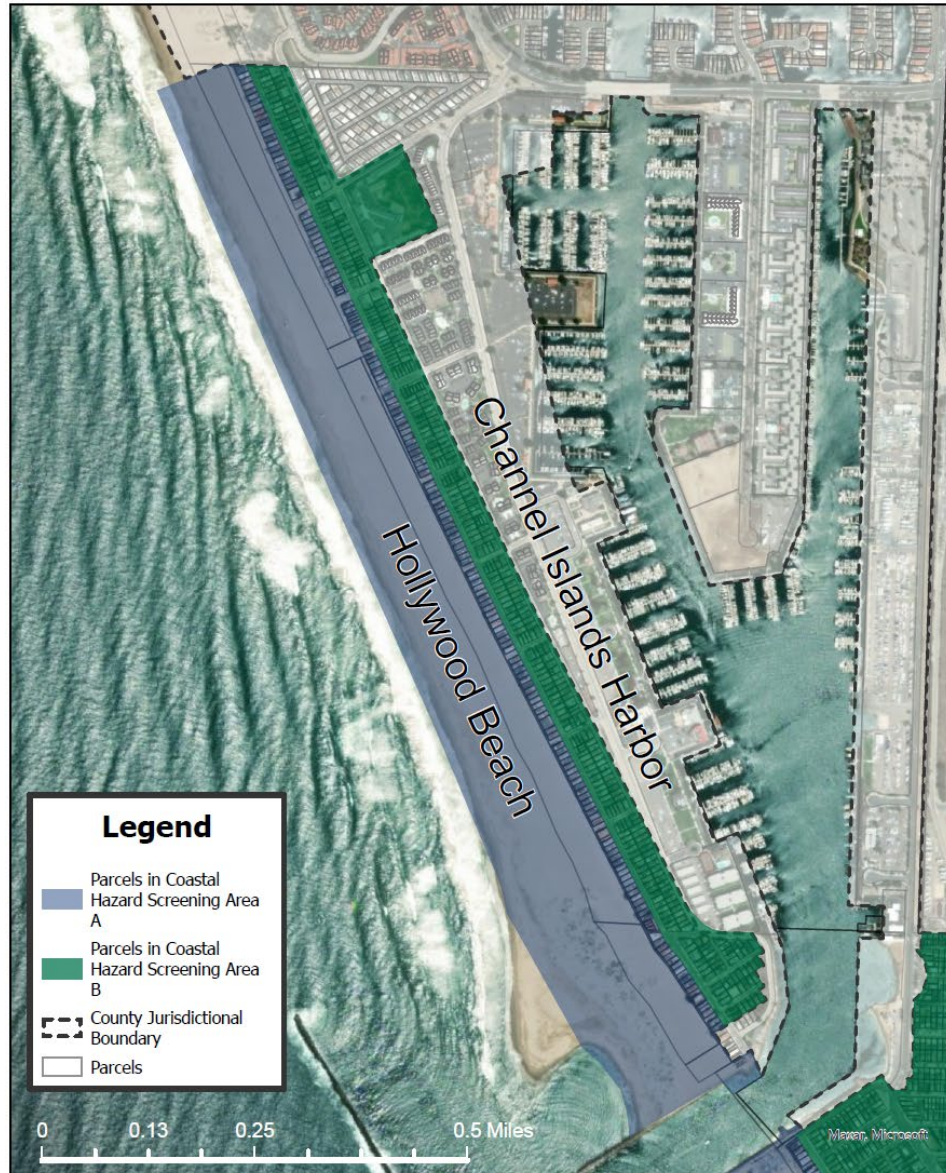 Channel Islands Harbor
Hollywood Beach
Legend
Parcels in Coastal
Hazard Screening Area
A
Parcels in Coastal
Hazard Screening Area
B
County Jurisdictional
Boundary
Parcels
0 0.13 0.25 0.5 Miles
Maxar, Microsoft